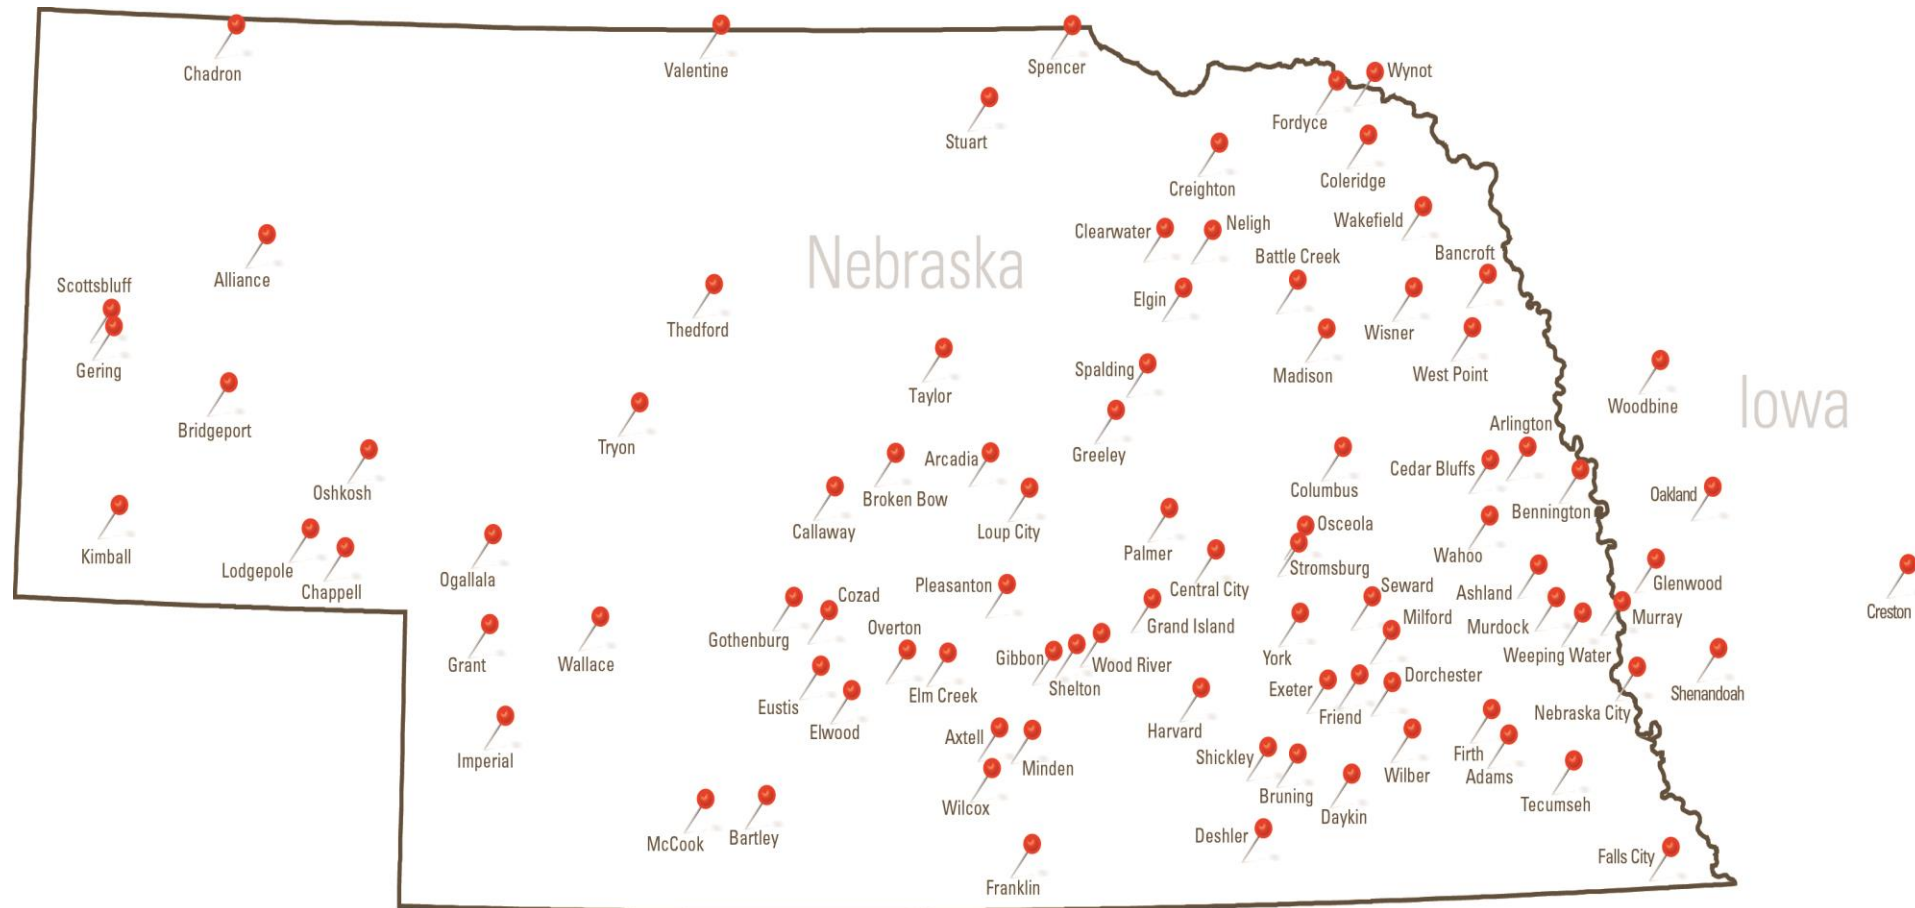 Chadron
Valentine
Spencer
Wynot
Fordyce
Stuart
Creighton
Coleridge
Wakefield
Clearwater
Neligh
Battle Creek
Bancroft
Nebraska
Alliance
Scottsbluff
Elgin
Thedford
Wisner
Gering
Spalding
Madison
West Point
Taylor
Woodbine
Iowa
Bridgeport
Tryon
Greeley
Arlington
Arcadia
Cedar Bluffs
Oshkosh
Broken Bow
Columbus
Oakland
Bennington
Callaway
Loup City
Osceola
Kimball
Palmer
Wahoo
Lodgepole
Stromsburg
Ogallala
Chappell
Pleasanton
Central City
Seward
Glenwood
Ashland
Cozad
Creston
Milford
Murray
Overton
Grand Island
Murdock
Gothenburg
Weeping Water
Grant
Wallace
Gibbon
Wood River
York
Dorchester
Shelton
Exeter
Shenandoah
Elm Creek
Eustis
Friend
Nebraska City
Elwood
Harvard
Axtell
Firth
Shickley
Imperial
Minden
Wilber
Adams
Bruning
Tecumseh
Wilcox
Daykin
Deshler
McCook
Bartley
Falls City
Franklin